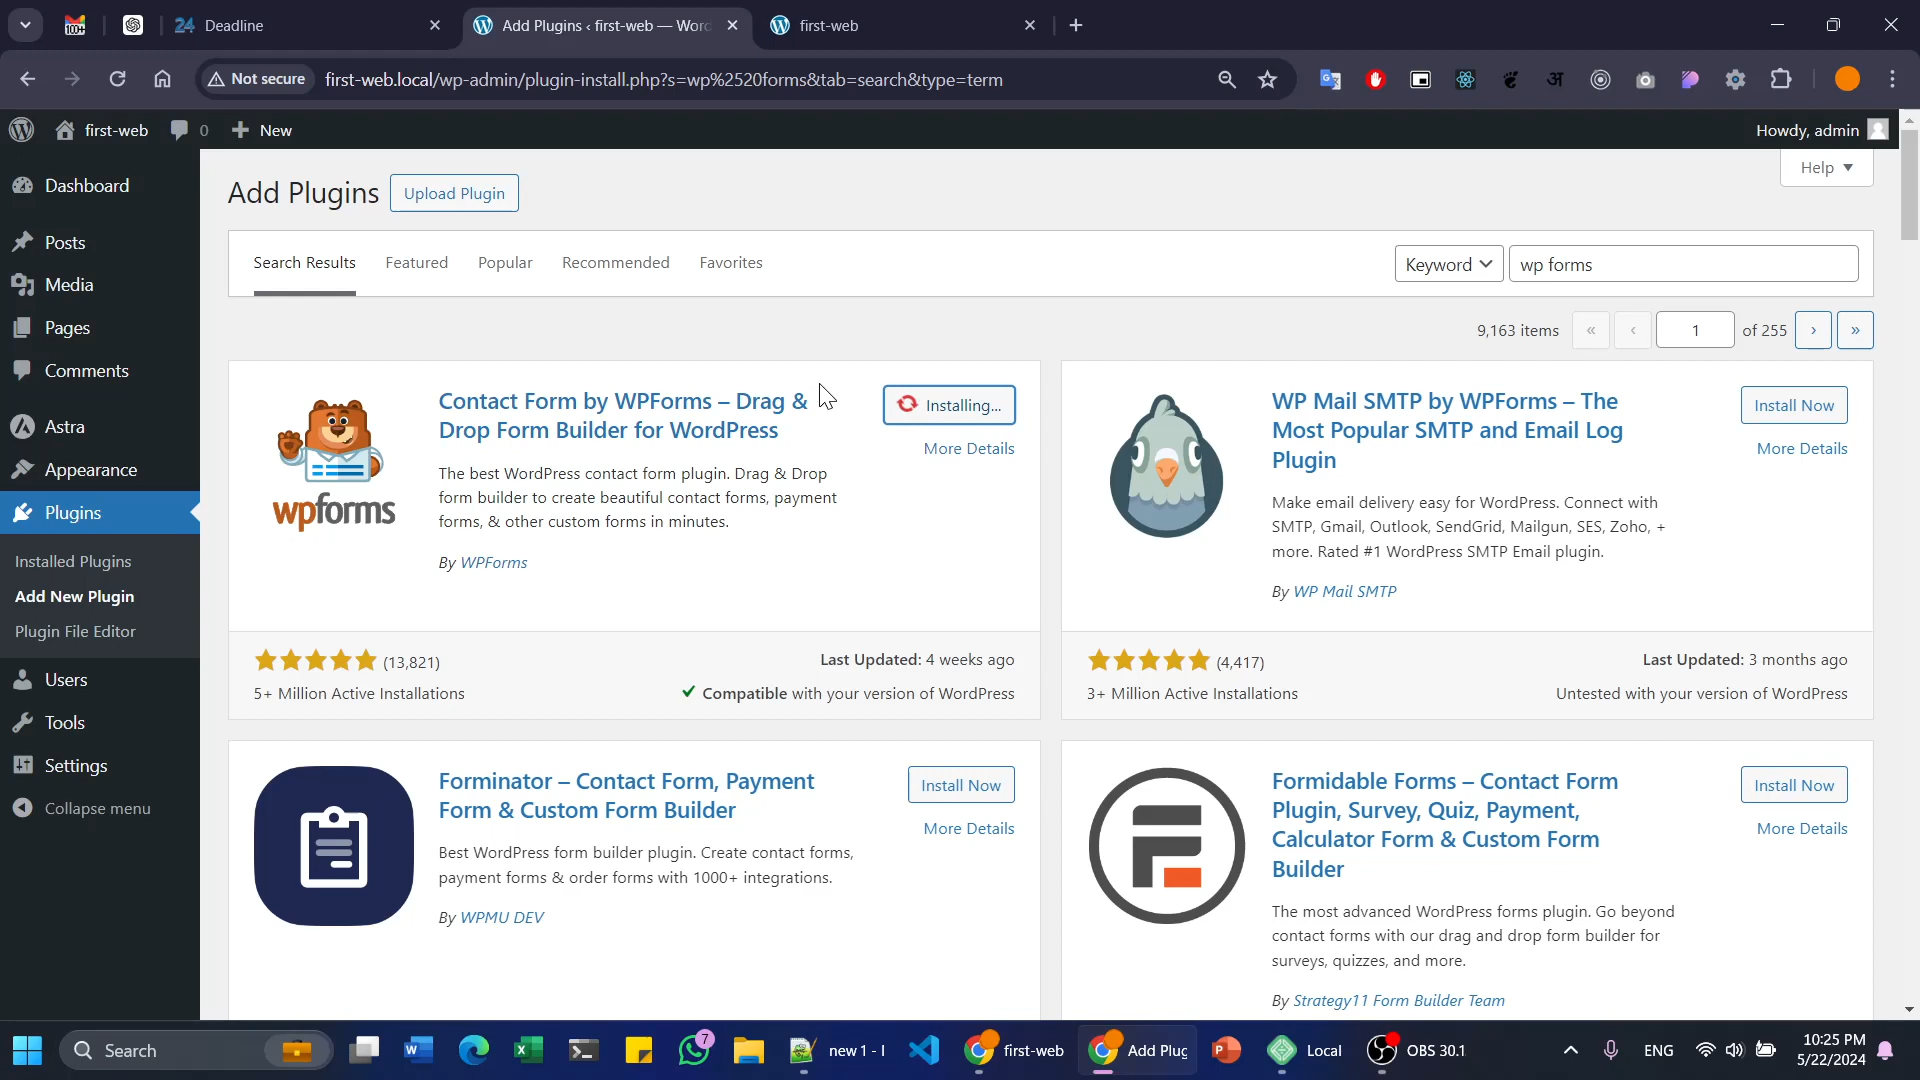 24 Deadline
Add Plugins ‹ first-web — Word
first-web
Not secure
first-web.local/wp-admin/plugin-install.php?s=wp%2520forms&tab=search&type=term
first-web
0
New
Howdy, admin
Dashboard
Posts
Media
Pages
Comments
Astra
Appearance
Plugins
Installed Plugins
Add New Plugin
Plugin File Editor
Users
Tools
Settings
Collapse menu
Help
Add Plugins
Upload Plugin
Search Results
Featured
Popular
Recommended
Favorites
Keyword
wp forms
9,163 items
«
‹
1
of 255
›
»
wpforms
Contact Form by WPForms – Drag &
Drop Form Builder for WordPress
Installing...
More Details
The best WordPress contact form plugin. Drag & Drop
form builder to create beautiful contact forms, payment
forms, & other custom forms in minutes.
By WPForms
(13,821)
5+ Million Active Installations
Last Updated: 4 weeks ago
Compatible with your version of WordPress
WP Mail SMTP by WPForms – The
Most Popular SMTP and Email Log
Plugin
Install Now
More Details
Make email delivery easy for WordPress. Connect with
SMTP, Gmail, Outlook, SendGrid, Mailgun, SES, Zoho, +
more. Rated #1 WordPress SMTP Email plugin.
By WP Mail SMTP
(4,417)
3+ Million Active Installations
Last Updated: 3 months ago
Untested with your version of WordPress
Forminator – Contact Form, Payment
Form & Custom Form Builder
Install Now
More Details
Best WordPress form builder plugin. Create contact forms,
payment forms & order forms with 1000+ integrations.
By WPMU DEV
Formidable Forms – Contact Form
Plugin, Survey, Quiz, Payment,
Calculator Form & Custom Form
Builder
Install Now
More Details
The most advanced WordPress forms plugin. Go beyond
contact forms with our drag and drop form builder for
surveys, quizzes, and more.
By Strategy11 Form Builder Team
Search
7
new 1 - l
first-web
Add Plug
Local
OBS 30.1.
ENG
10:25 PM
5/22/2024